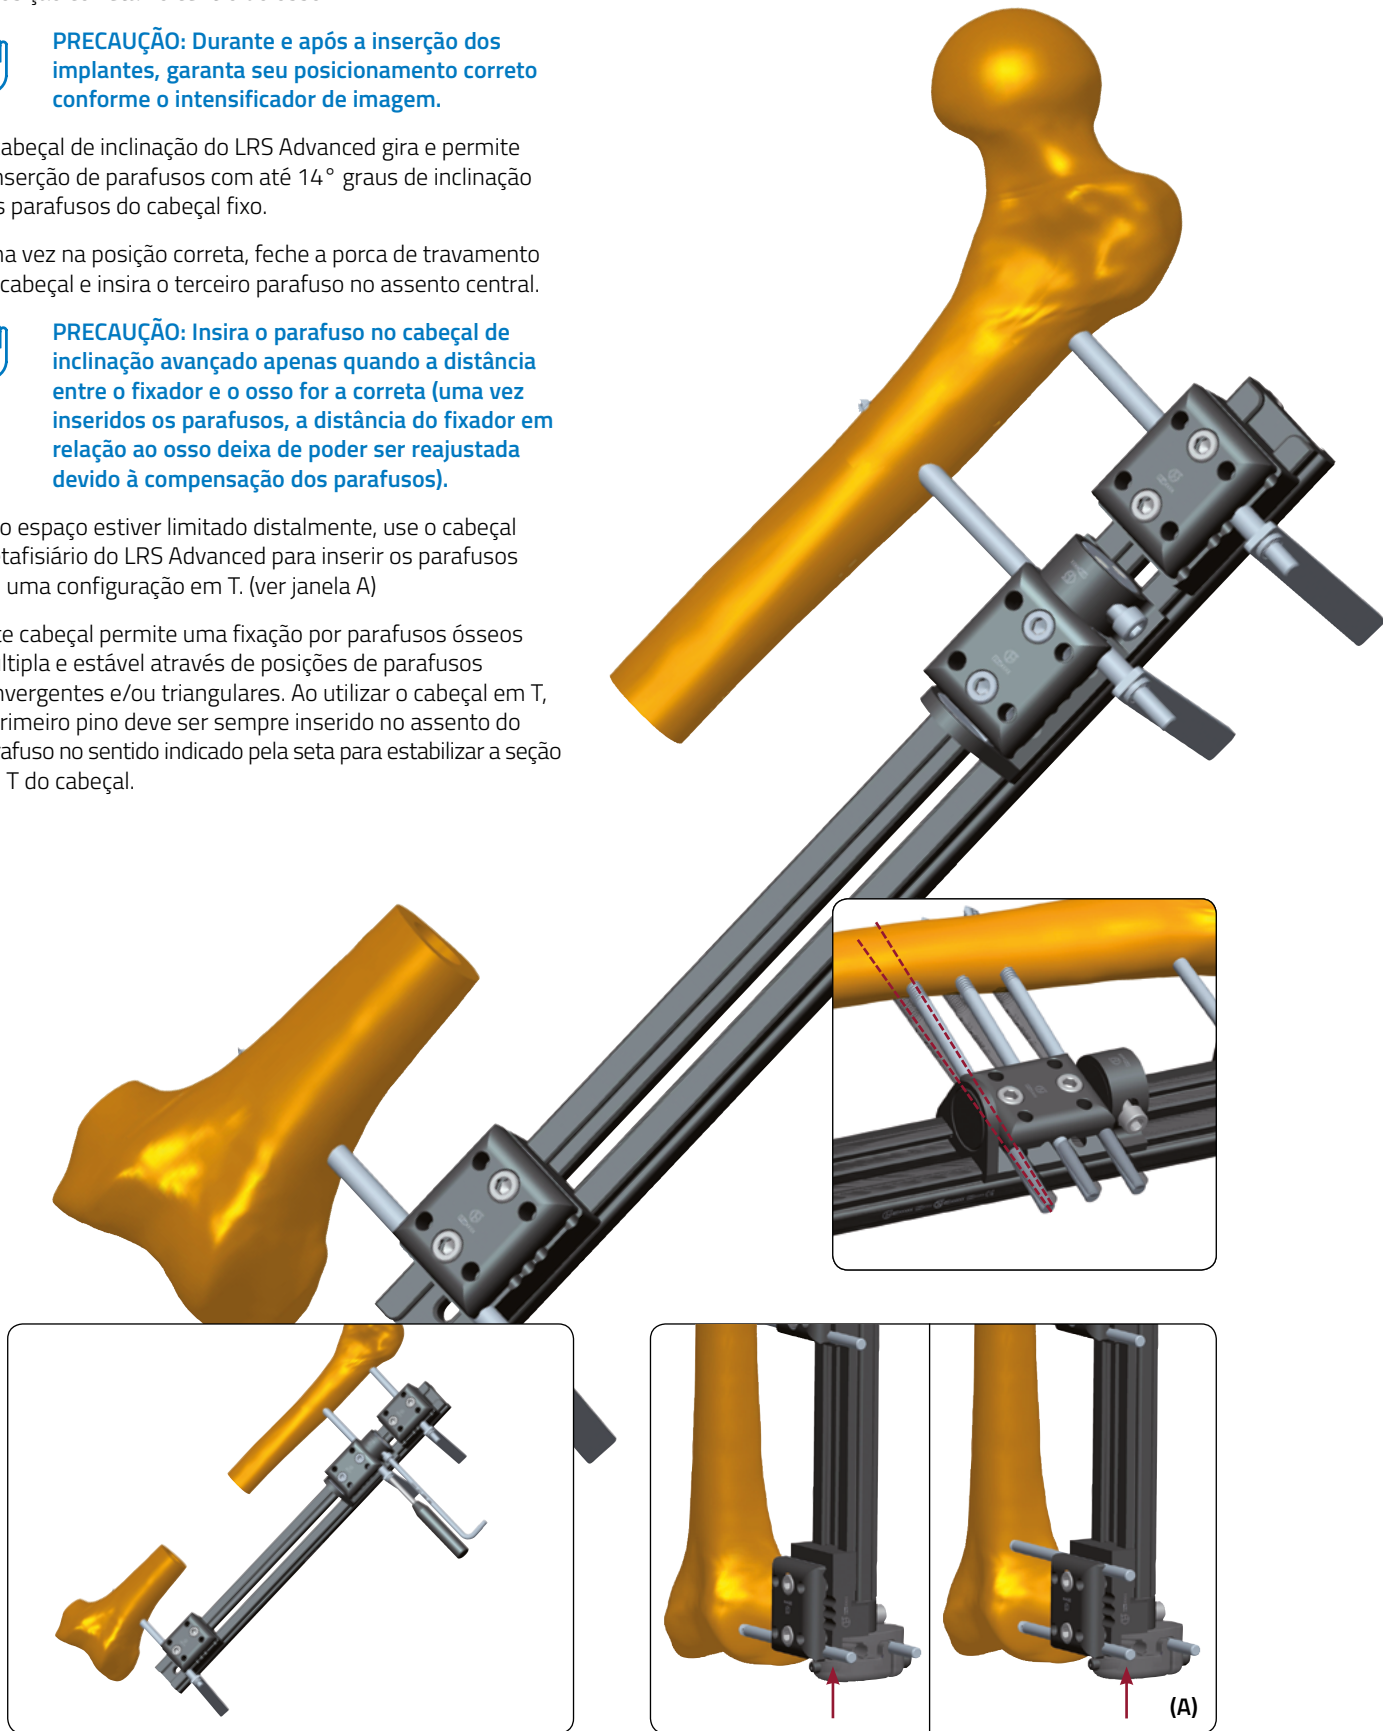 PRECAUÇÃO: Durante e após a inserção dos
implantes, garanta seu posicionamento correto
conforme o intensificador de imagem.
abeçal de inclinação do LRS Advanced gira e permite
nserção de parafusos com até 14° graus de inclinação
s parafusos do cabeçal fixo.
na vez na posição correta, feche a porca de travamento
cabeçal e insira o terceiro parafuso no assento central.
PRECAUÇÃO: Insira o parafuso no cabeçal de
inclinação avançado apenas quando a distância
entre o fixador e o osso for a correta (uma vez
inseridos os parafusos, a distância do fixador em
relação ao osso deixa de poder ser reajustada
devido à compensação dos parafusos).
o espaço estiver limitado distalmente, use o cabeçal
etafisiário do LRS Advanced para inserir os parafusos
uma configuração em T. (ver janela A)
te cabeçal permite uma fixação por parafusos ósseos
últipla e estável através de posições de parafusos
nvergentes e/ou triangulares. Ao utilizar o cabeçal em T,
rimeiro pino deve ser sempre inserido no assento do
rafuso no sentido indicado pela seta para estabilizar a seção
T do cabeçal.
(A)